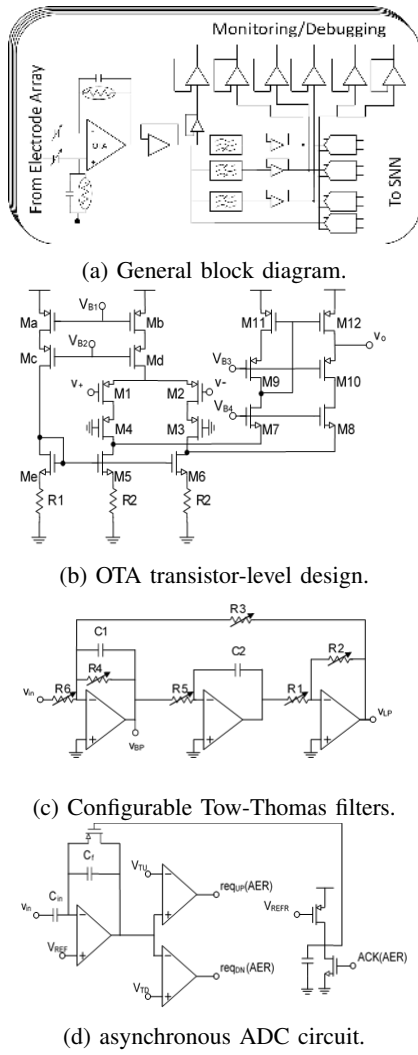 Monitoring/Debugging
From Electrode Array
To SNN
(a) General block diagram.
Ma
VB1
Mb
M11
M12
vo
Mc
VB2
Md
VB3
M9
M10
v+
M1
M2
v-
M4
M3
VB4
M7
M8
Me
M5
M6
R1
R2
R2
(b) OTA transistor-level design.
R3
C1
C2
R2
R4
vin
R6
R5
R1
vBP
vLP
(c) Configurable Tow-Thomas filters.
Cf
VTU
reqUP(AER)
Cin
vin
VREF
VREFR
VTD
reqDN(AER)
ACK(AER)
(d) asynchronous ADC circuit.